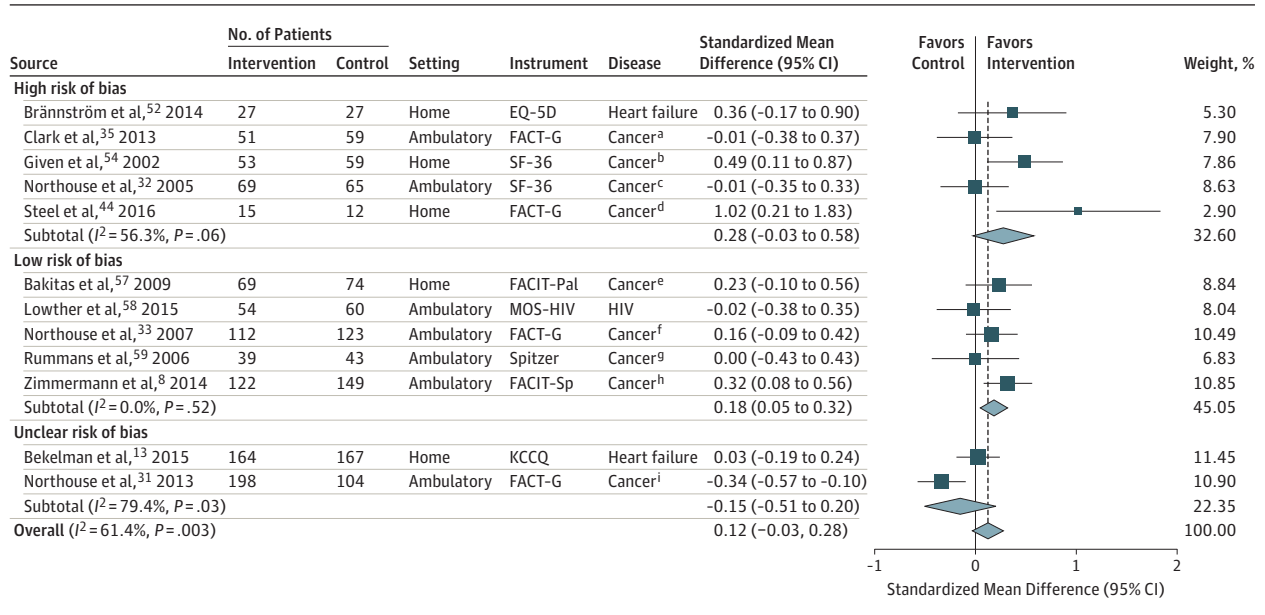 No. of Patients
Source Intervention Control Setting Instrument Disease Standardized Mean Difference (95% CI) Favors Control Favors Intervention Weight, %
High risk of bias
Brännström et al,52 2014 27 27 Home EQ-5D Heart failure 0.36 (-0.17 to 0.90) 5.30
Clark et al,35 2013 51 59 Ambulatory FACT-G Cancera -0.01 (-0.38 to 0.37) 7.90
Given et al,54 2002 53 59 Home SF-36 Cancerb 0.49 (0.11 to 0.87) 7.86
Northouse et al,32 2005 69 65 Ambulatory SF-36 Cancerc -0.01 (-0.35 to 0.33) 8.63
Steel et al,44 2016 15 12 Home FACT-G Cancerd 1.02 (0.21 to 1.83) 2.90
Subtotal (I2=56.3%, P=.06) 0.28 (-0.03 to 0.58) 32.60
Low risk of bias
Bakitas et al,57 2009 69 74 Home FACIT-Pal Cancere 0.23 (-0.10 to 0.56) 8.84
Lowther et al,58 2015 54 60 Ambulatory MOS-HIV HIV -0.02 (-0.38 to 0.35) 8.04
Northouse et al,33 2007 112 123 Ambulatory FACT-G Cancerf 0.16 (-0.09 to 0.42) 10.49
Rummans et al,59 2006 39 43 Ambulatory Spitzer Cancerg 0.00 (-0.43 to 0.43) 6.83
Zimmermann et al,8 2014 122 149 Ambulatory FACIT-Sp Cancerh 0.32 (0.08 to 0.56) 10.85
Subtotal (I2=0.0%, P=.52) 0.18 (0.05 to 0.32) 45.05
Unclear risk of bias
Bekelman et al,13 2015 164 167 Home KCCQ Heart failure 0.03 (-0.19 to 0.24) 11.45
Northouse et al,31 2013 198 104 Ambulatory FACT-G Canceri -0.34 (-0.57 to -0.10) 10.90
Subtotal (I2=79.4%, P=.03) -0.15 (-0.51 to 0.20) 22.35
Overall (I2=61.4%, P=.003) 0.12 (−0.03, 0.28) 100.00
-1 0 1 2
Standardized Mean Difference (95% CI)